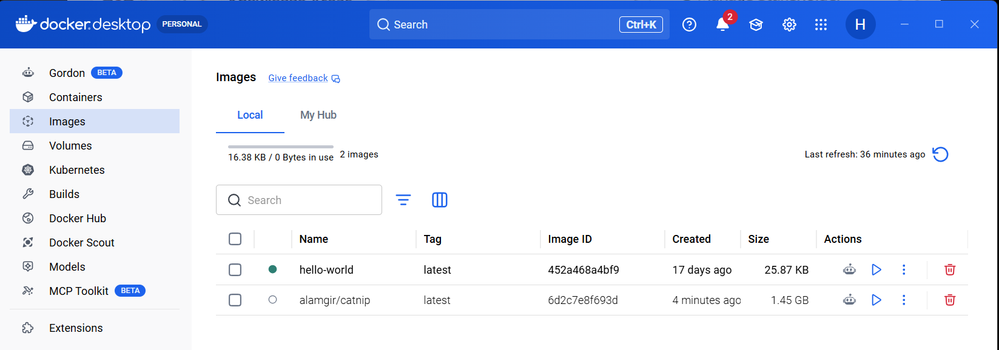 docker.desktop PERSONAL Search Ctrl+K 2 H
Gordon BETA
Containers
Images
Volumes
Kubernetes
Builds
Docker Hub
Docker Scout
Models
MCP Toolkit BETA
Extensions
Images Give feedback
Local My Hub
16.38 KB / 0 Bytes in use 2 images Last refresh: 36 minutes ago
Search
Name Tag Image ID Created Size Actions
hello-world latest 452a468a4bf9 17 days ago 25.87 KB
alamgir/catnip latest 6d2c7e8f693d 4 minutes ago 1.45 GB